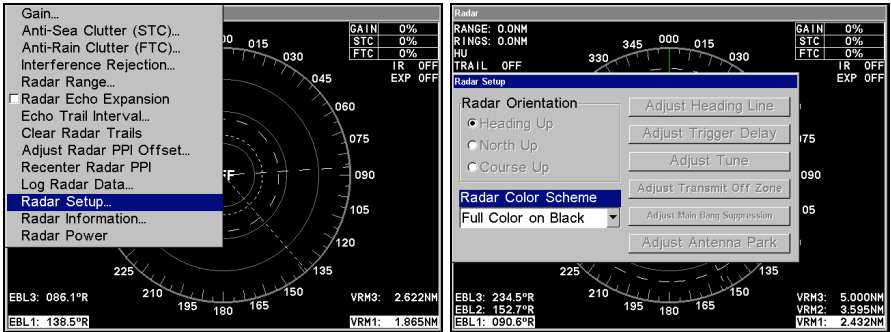 Gain...
Anti-Sea Clutter (STC)...
Anti-Rain Clutter (FTC)...
Interference Rejection...
Radar Range...
Radar Echo Expansion
Echo Trail Interval...
Clear Radar Trails
Adjust Radar PPI Offset...
Recenter Radar PPI
Log Radar Data...
Radar Setup...
Radar Information...
Radar Power
GAIN 0%
STC 0%
FTC 0%
IR OFF
EXP OFF
00 015
030
045
060
075
090
105
120
135
150
165
180
195
210
225
FF
EBL3: 086.1°R
EBL1: 138.5°R
VRM3: 2.622NM
VRM1: 1.865NM
Radar
RANGE: 0.0NM
RINGS: 0.0NM
HU
TRAIL OFF
330 345 000 015 030
GAIN 0%
STC 0%
FTC 0%
IR OFF
EXP OFF
Radar Setup
Radar Orientation
Heading Up
North Up
Course Up
Radar Color Scheme
Full Color on Black
Adjust Heading Line
Adjust Trigger Delay
Adjust Tune
Adjust Transmit Off Zone
Adjust Main Bang Suppression
Adjust Antenna Park
75
090
05
120
225 210 195 180 165 150 135
EBL3: 234.5°R
EBL2: 152.7°R
EBL1: 090.6°R
VRM3: 5.000NM
VRM2: 3.595NM
VRM1: 2.432NM